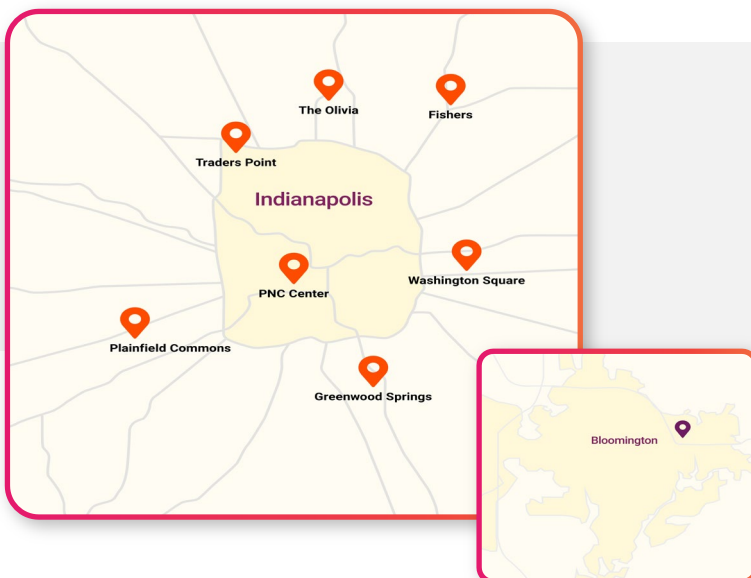 The Olivia
Fishers
Traders Point
Indianapolis
Washington Square
PNC Center
Plainfield Commons
Greenwood Springs
Bloomington